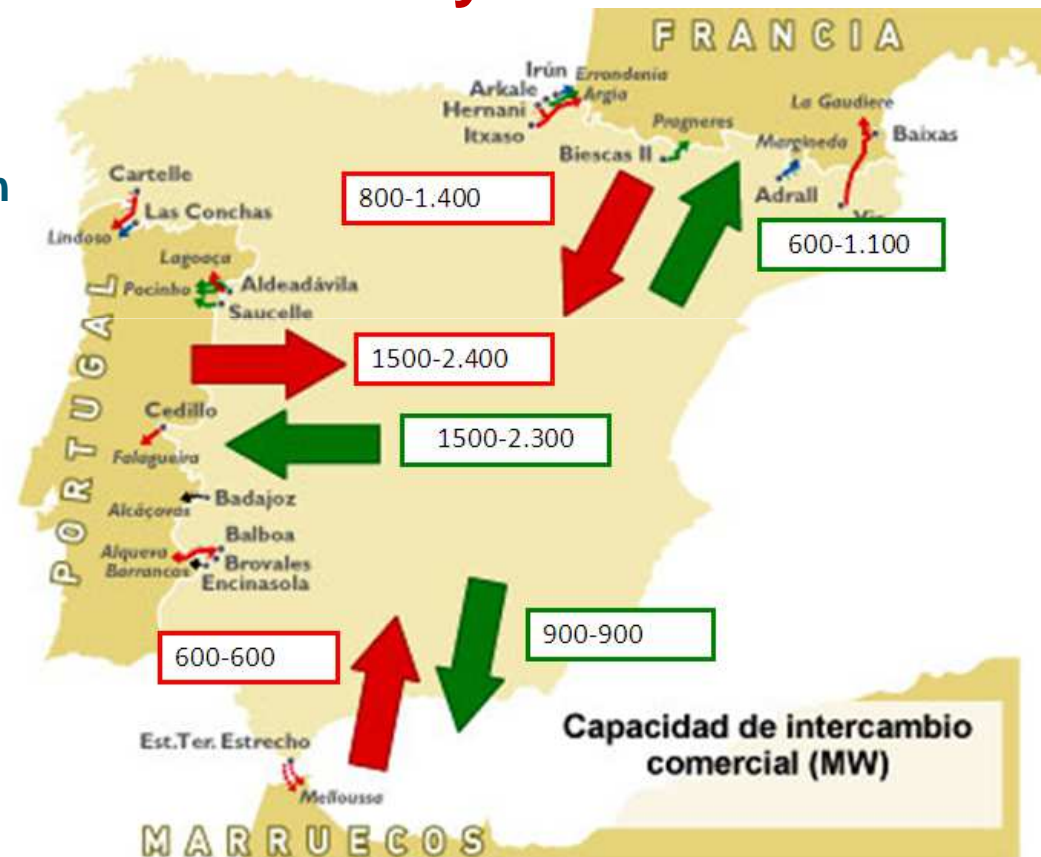 y
FRANCIA
Irún Errondenia
Arkale
Argia
Hernani
Itxaso
Biescas II
Pragneres
La Gaudiere
Margineda
Baixas
Adrall
n
Cartelle
Las Conchas
Lindoso
Lagoaça
Pocinho
Aldeadávila
Saucelle
800-1.400
600-1.100
PORTUGAL
1500-2.400
1500-2.300
Cedillo
Falagueira
Badajoz
Alcáçovas
Balboa
Alqueva
Brovales
Barrancos
Encinasola
600-600
900-900
Est.Ter. Estrecho
Melloussa
MARRUECOS
Capacidad de intercambio
comercial (MW)